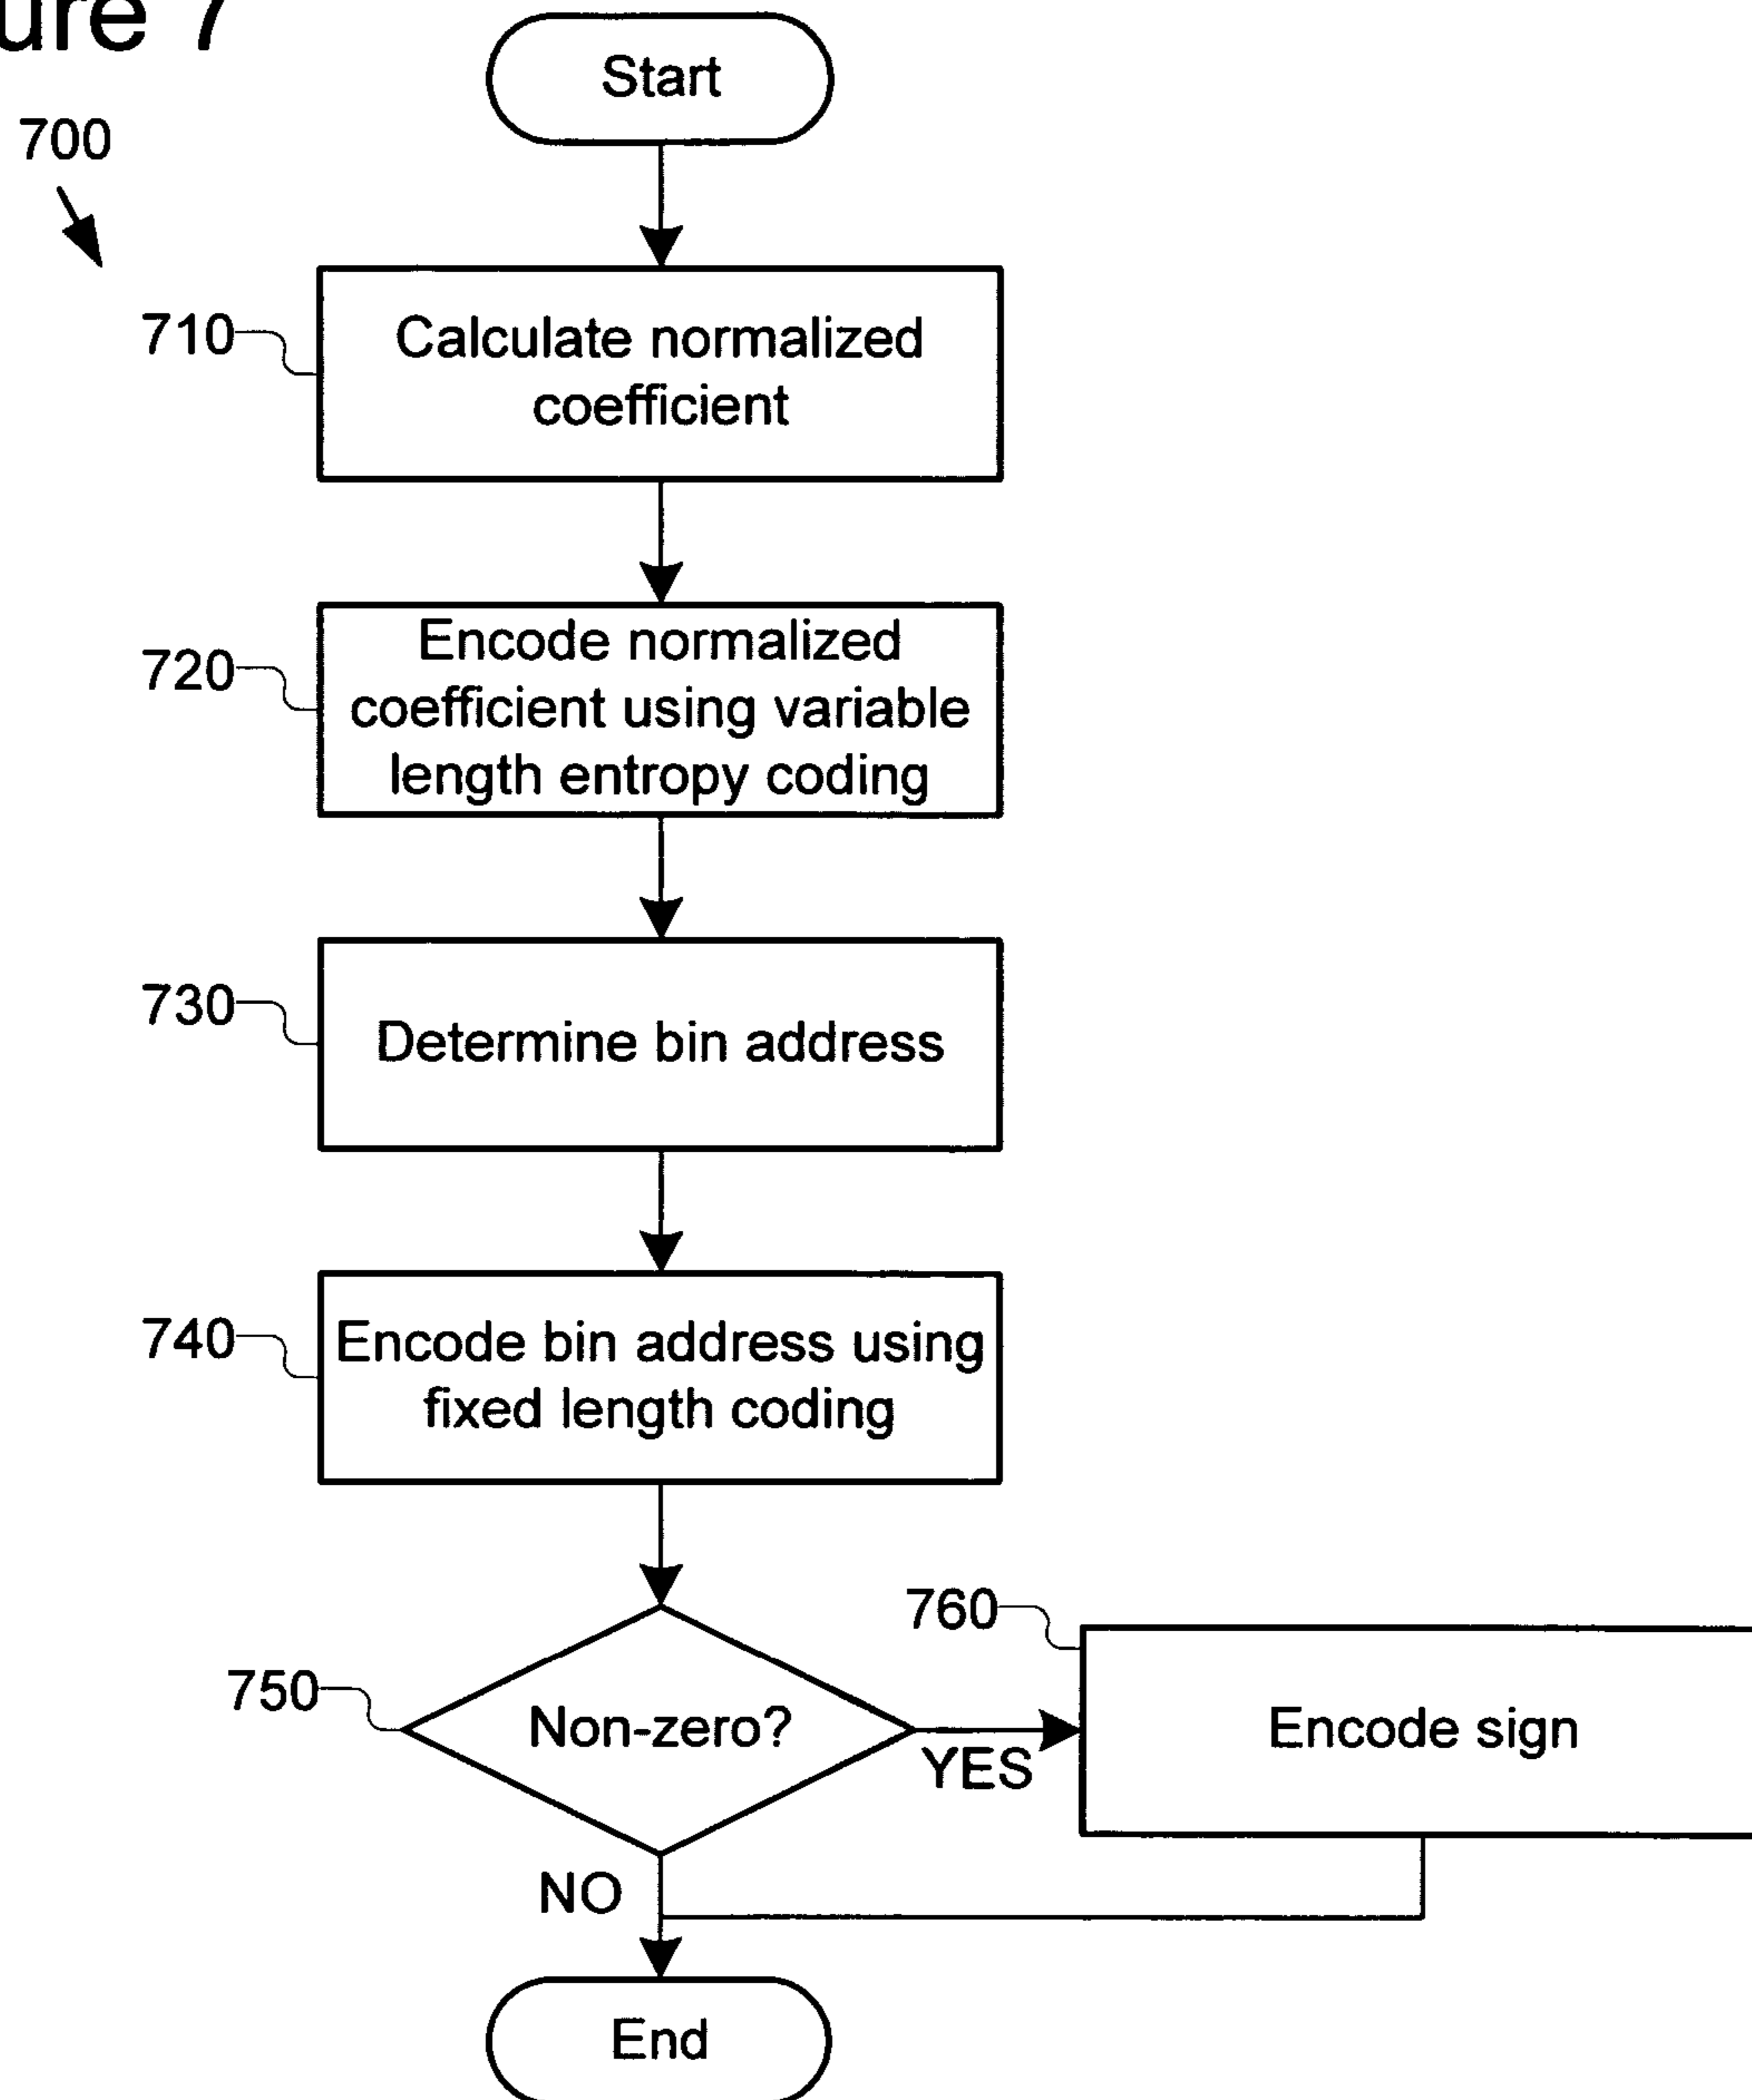 ure 7
Start
700
710
Calculate normalized
coefficient
720
Encode normalized
coefficient using variable
length entropy coding
730
Determine bin address
740
Encode bin address using
fixed length coding
750
Non-zero?
YES
760
Encode sign
NO
End